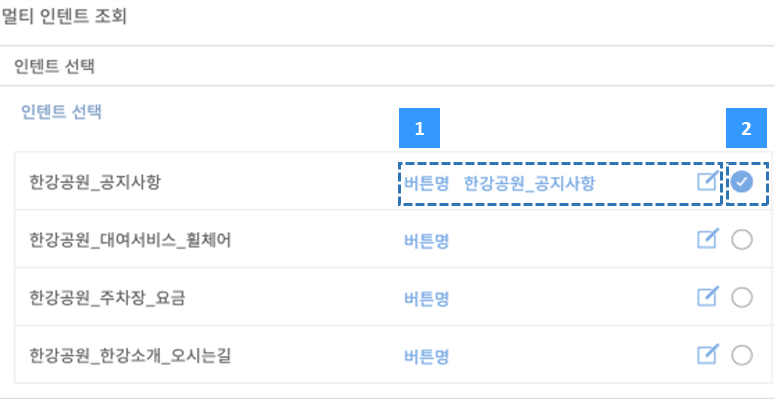 멀티 인텐트 조회
인텐트 선택
인텐트 선택
1 2
한강공원_공지사항 버튼명 한강공원_공지사항
한강공원_대여서비스_휠체어 버튼명
한강공원_주차장_요금 버튼명
한강공원_한강소개_오시는길 버튼명